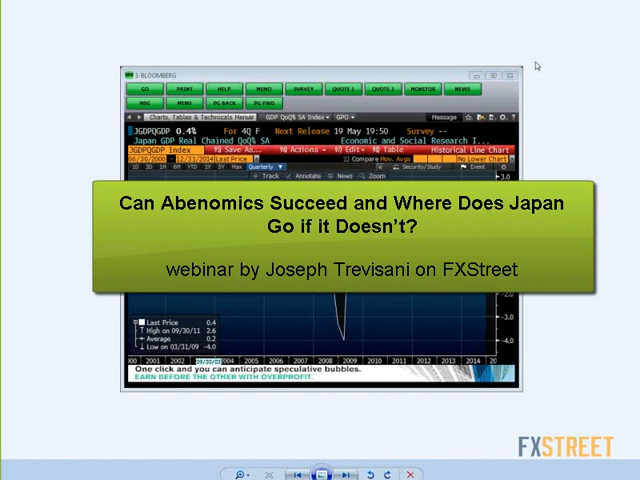 3-BLOOMBERG
GO PRINT HELP MEMO SURVEY QUOTE 1 QUOTE 2 MONITOR NEWS
MSG MENU PG BACK PG FWD
Charts, Tables & Technicals Menus GDP QoQ% SA Index GPO Message
JGDPQGDP 0.4% For 4Q F Next Release 19 May 19:50 Survey --
Japan GDP Real Chained QoQ% SA Economic and Social Research I...
JGDPQGDP Index Save As... Actions Edit Table Historical Line Chart
06/30/2000 12/31/2014 Last Price Compare Mov. Avgs No Lower Chart
1D 3D 1M 6M YTD 1Y 5Y Max Quarterly Security/Study Event
Track Annotate News Zoom
3.0
Can Abenomics Succeed and Where Does Japan
Go if it Doesn't?
webinar by Joseph Trevisani on FXStreet
-2.0
-3.0
-4.0
Last Price 0.4
High on 09/30/11 2.6
Average 0.2
Low on 03/31/09 -4.0
2001 2002 2004 2005 2006 2007 2008 2009 2010 2011 2012 2013 2014 20
One click and you can anticipate speculative bubbles.
EARN BEFORE THE OTHER WITH OVERPROFIT.
FXSTREET